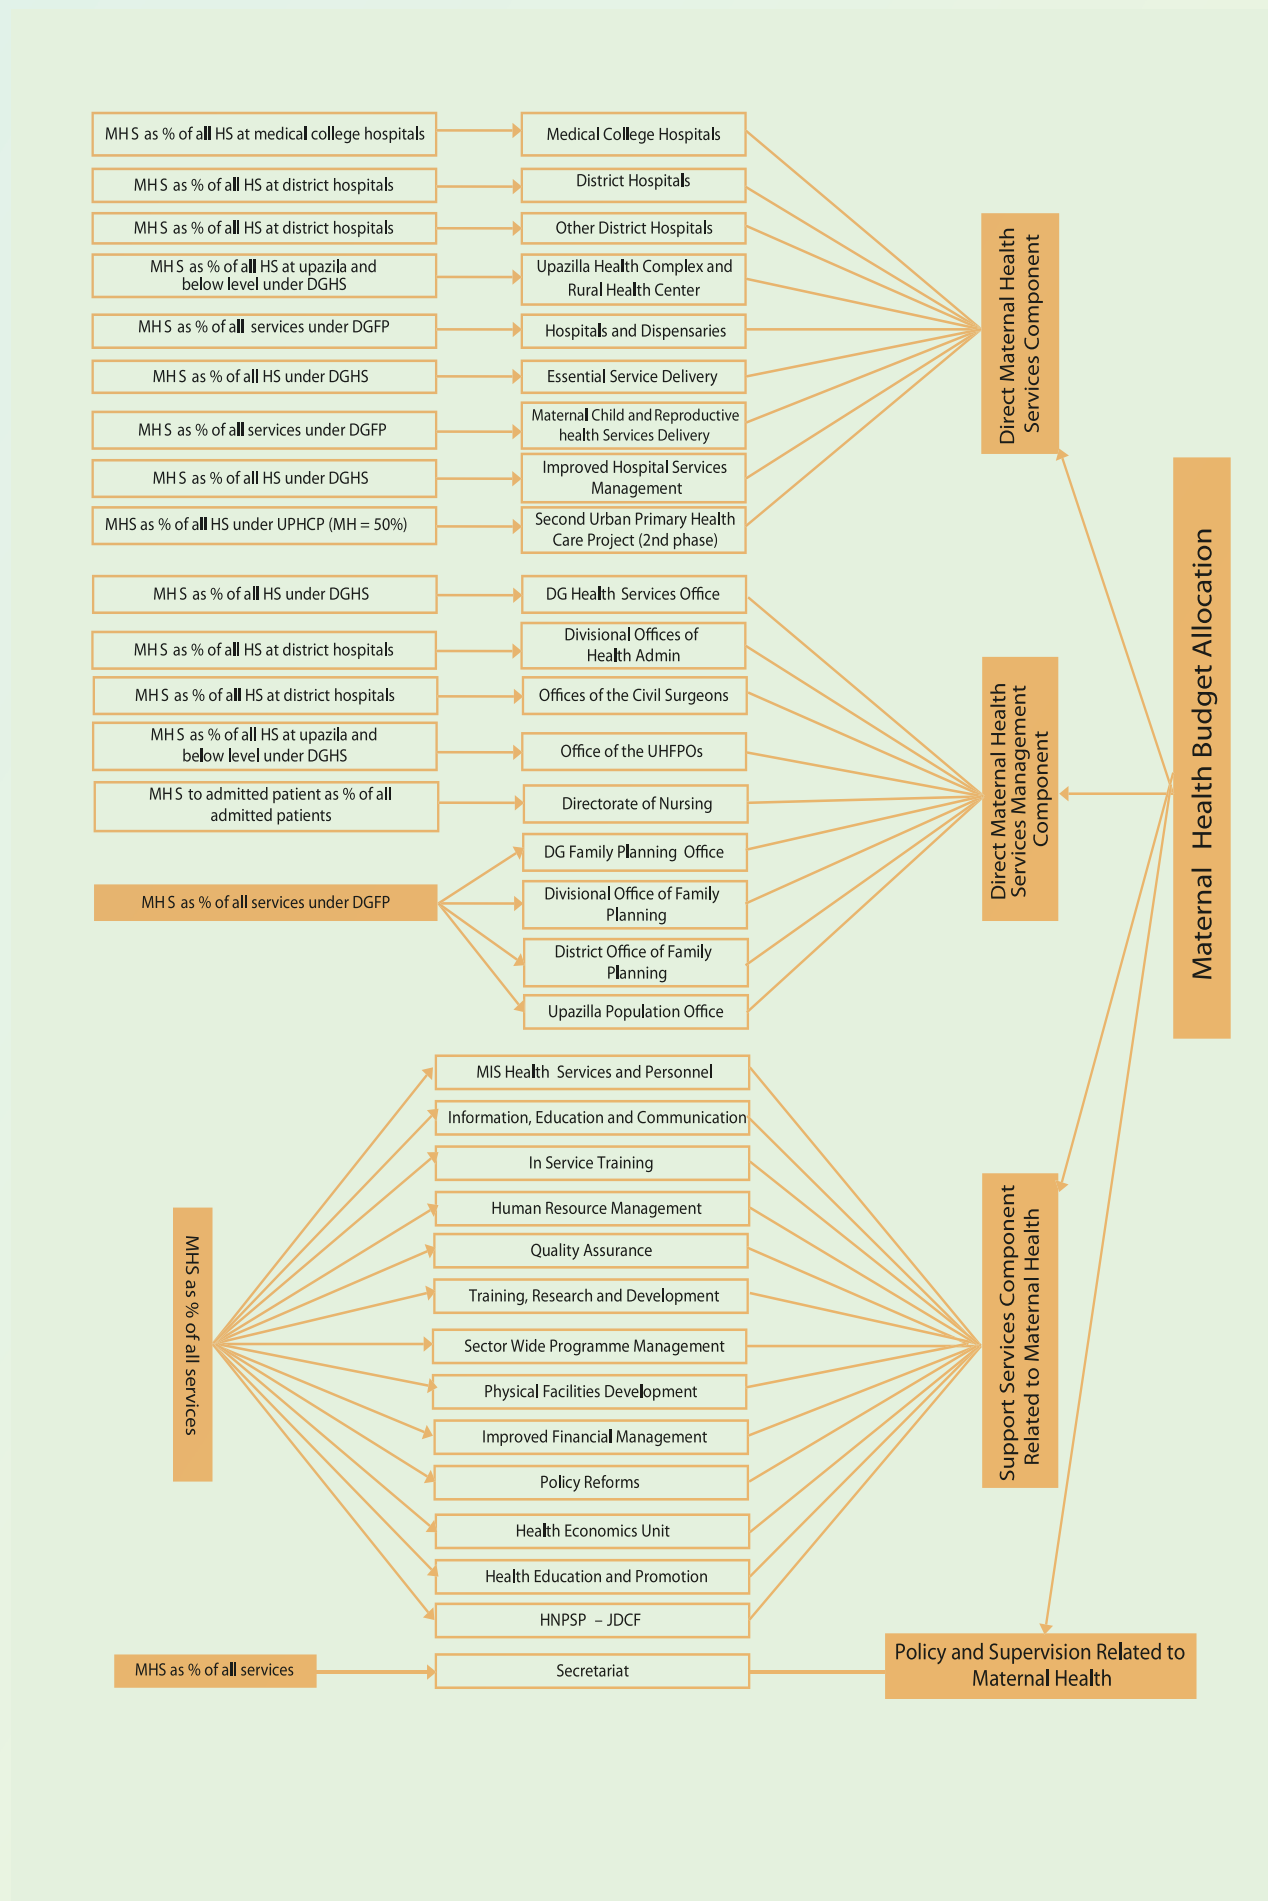 MHS as % of all HS at medical college hospitals
Medical College Hospitals
MHS as % of all HS at district hospitals
District Hospitals
MHS as % of all HS at district hospitals
Other District Hospitals
MHS as % of all HS at upazila and
below level under DGHS
Upazilla Health Complex and
Rural Health Center
MHS as % of all services under DGFP
Hospitals and Dispensaries
MHS as % of all HS under DGHS
Essential Service Delivery
MHS as % of all services under DGFP
Maternal Child and Reproductive
health Services Delivery
MHS as % of all HS under DGHS
Improved Hospital Services
Management
MHS as % of all HS under UPHCP (MH = 50%)
Second Urban Primary Health
Care Project (2nd phase)
Direct Maternal Health
Services Component
MHS as % of all HS under DGHS
DG Health Services Office
MHS as % of all HS at district hospitals
Divisional Offices of
Health Admin
MHS as % of all HS at district hospitals
Offices of the Civil Surgeons
MHS as % of all HS at upazila and
below level under DGHS
Office of the UHFPOs
MHS to admitted patient as % of all
admitted patients
Directorate of Nursing
DG Family Planning Office
MHS as % of all services under DGFP
Divisional Office of Family
Planning
District Office of Family
Planning
Upazilla Population Office
Direct Maternal Health
Services Management
Component
Maternal Health Budget Allocation
MHS as % of all services
MIS Health Services and Personnel
Information, Education and Communication
In Service Training
Human Resource Management
Quality Assurance
Training, Research and Development
Sector Wide Programme Management
Physical Facilities Development
Improved Financial Management
Policy Reforms
Health Economics Unit
Health Education and Promotion
HNPSP – JDCF
Support Services Component
Related to Maternal Health
MHS as % of all services
Secretariat
Policy and Supervision Related to
Maternal Health